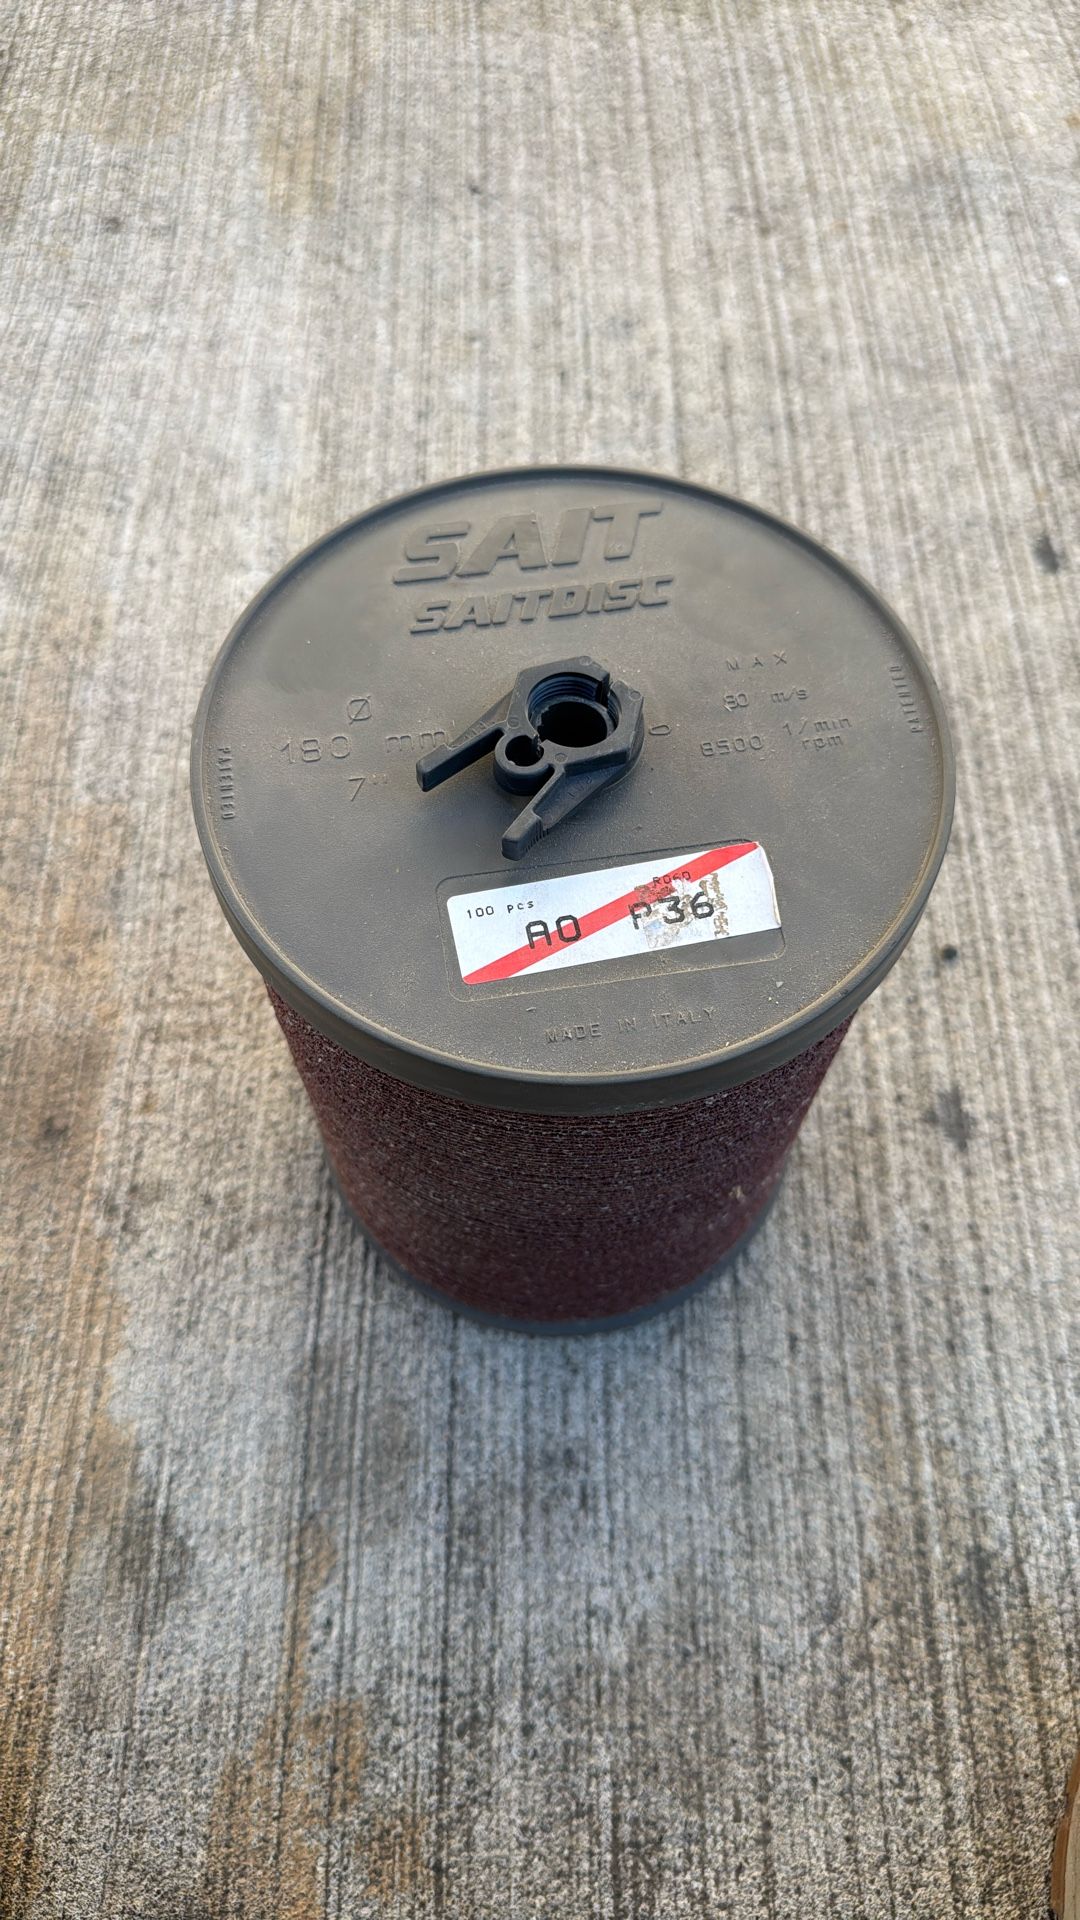 SAIT
SAITDISC
Ø
180 mm
7"
MAX
80 m/s
8500 1/min
rpm
PATENTED
PATENTED
100 pcs
AO P36
MADE IN ITALY